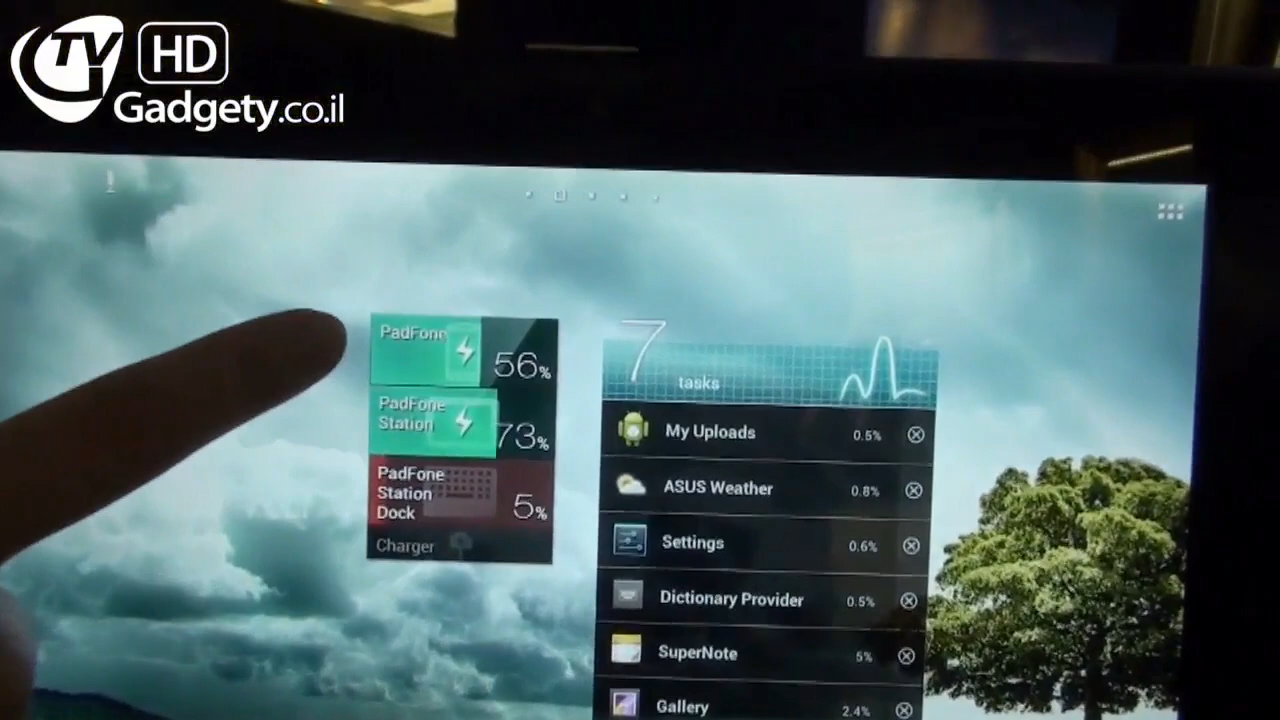 TV
HD
Gadgety.co.il
PadFone
56%
PadFone
Station
73%
PadFone
Station
Dock
5%
Charger
7
tasks
My Uploads 0.5%
ASUS Weather 0.8%
Settings 0.6%
Dictionary Provider 0.5%
SuperNote 5%
Gallery 2.4%